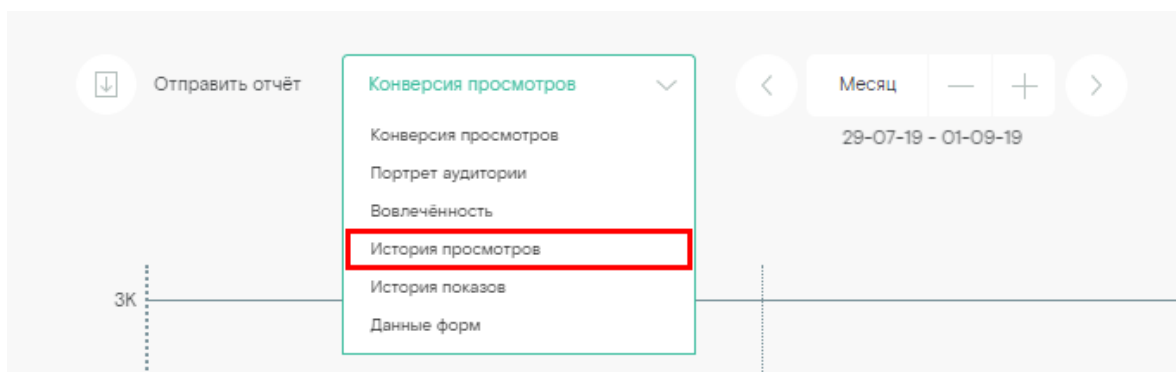 Отправить отчёт
Конверсия просмотров
Месяц
29-07-19 - 01-09-19
Конверсия просмотров
Портрет аудитории
Вовлечённость
История просмотров
История показов
Данные форм
3K